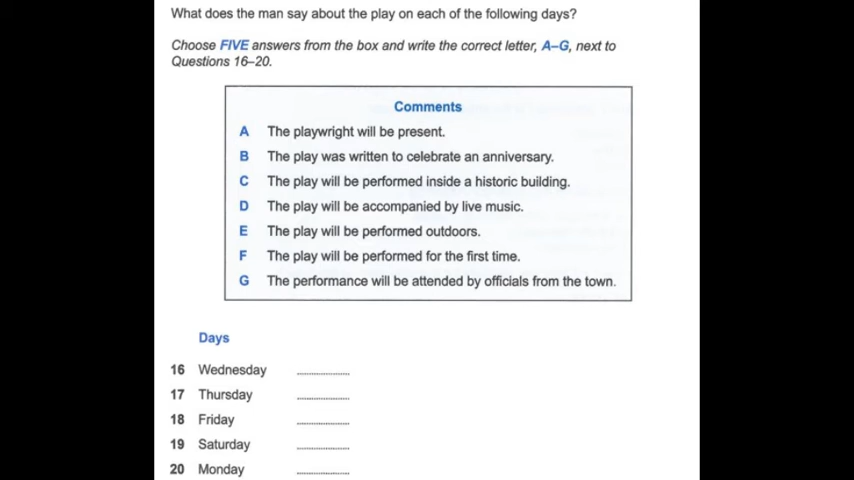 What does the man say about the play on each of the following days?
Choose FIVE answers from the box and write the correct letter, A–G, next to
Questions 16–20.
Comments
A The playwright will be present.
B The play was written to celebrate an anniversary.
C The play will be performed inside a historic building.
D The play will be accompanied by live music.
E The play will be performed outdoors.
F The play will be performed for the first time.
G The performance will be attended by officials from the town.
Days
16 Wednesday ....................
17 Thursday ....................
18 Friday ....................
19 Saturday ....................
20 Monday ....................